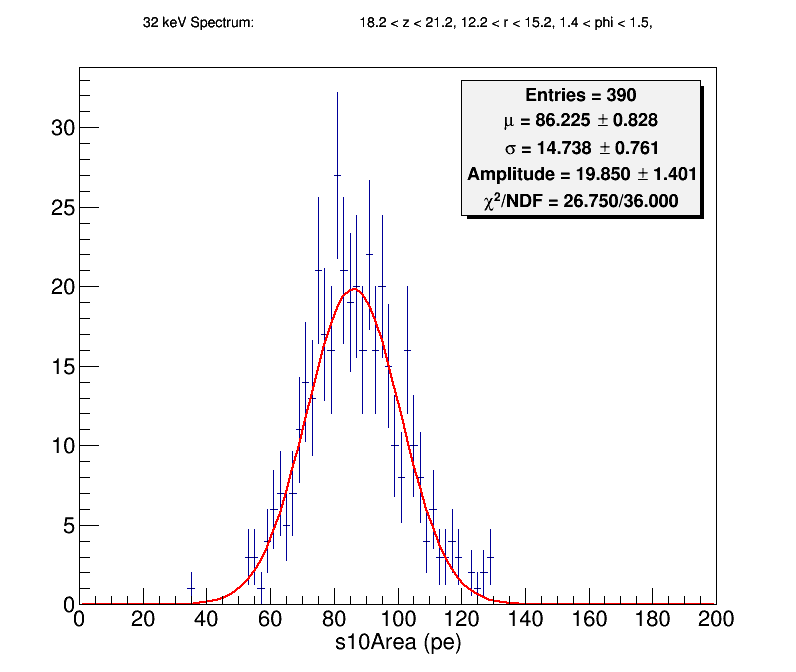 32 keV Spectrum: 18.2 < z < 21.2, 12.2 < r < 15.2, 1.4 < phi < 1.5,
Entries = 390
μ = 86.225 ± 0.828
σ = 14.738 ± 0.761
Amplitude = 19.850 ± 1.401
χ²/NDF = 26.750/36.000
30
25
20
15
10
5
0
0 20 40 60 80 100 120 140 160 180 200
s10Area (pe)